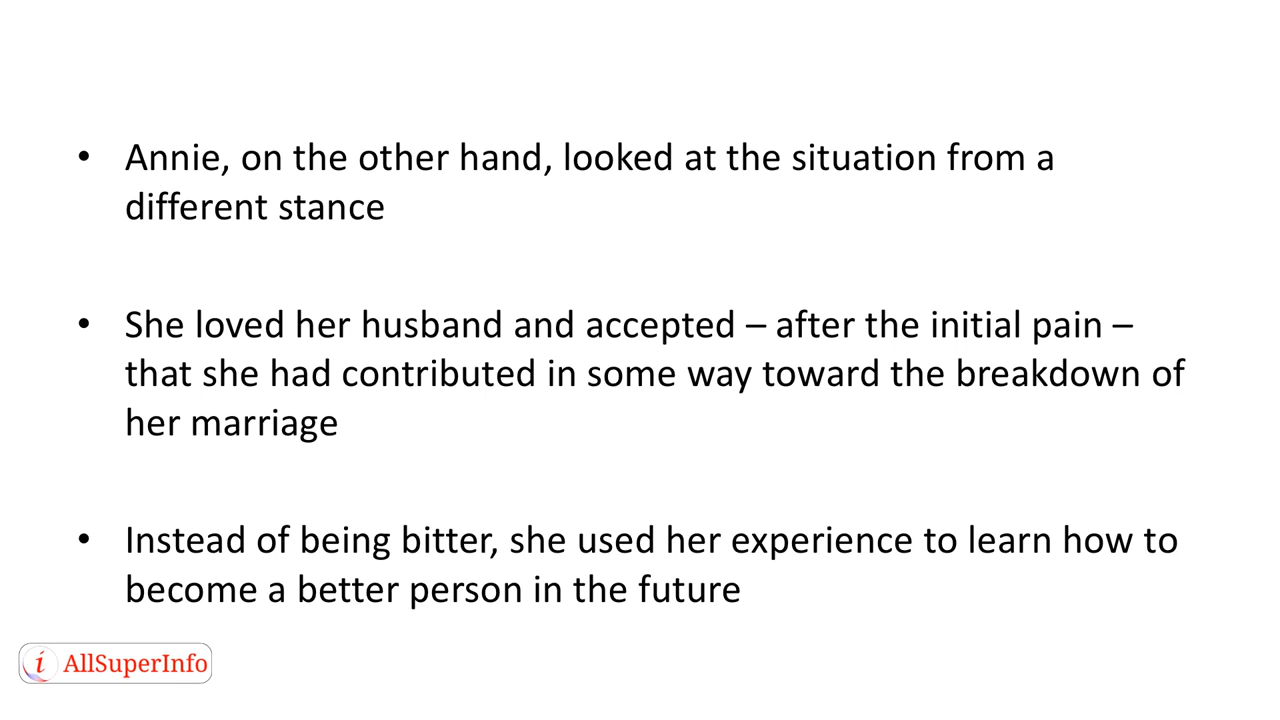 • Annie, on the other hand, looked at the situation from a
different stance
• She loved her husband and accepted – after the initial pain –
that she had contributed in some way toward the breakdown of
her marriage
• Instead of being bitter, she used her experience to learn how to
become a better person in the future
i AllSuperInfo